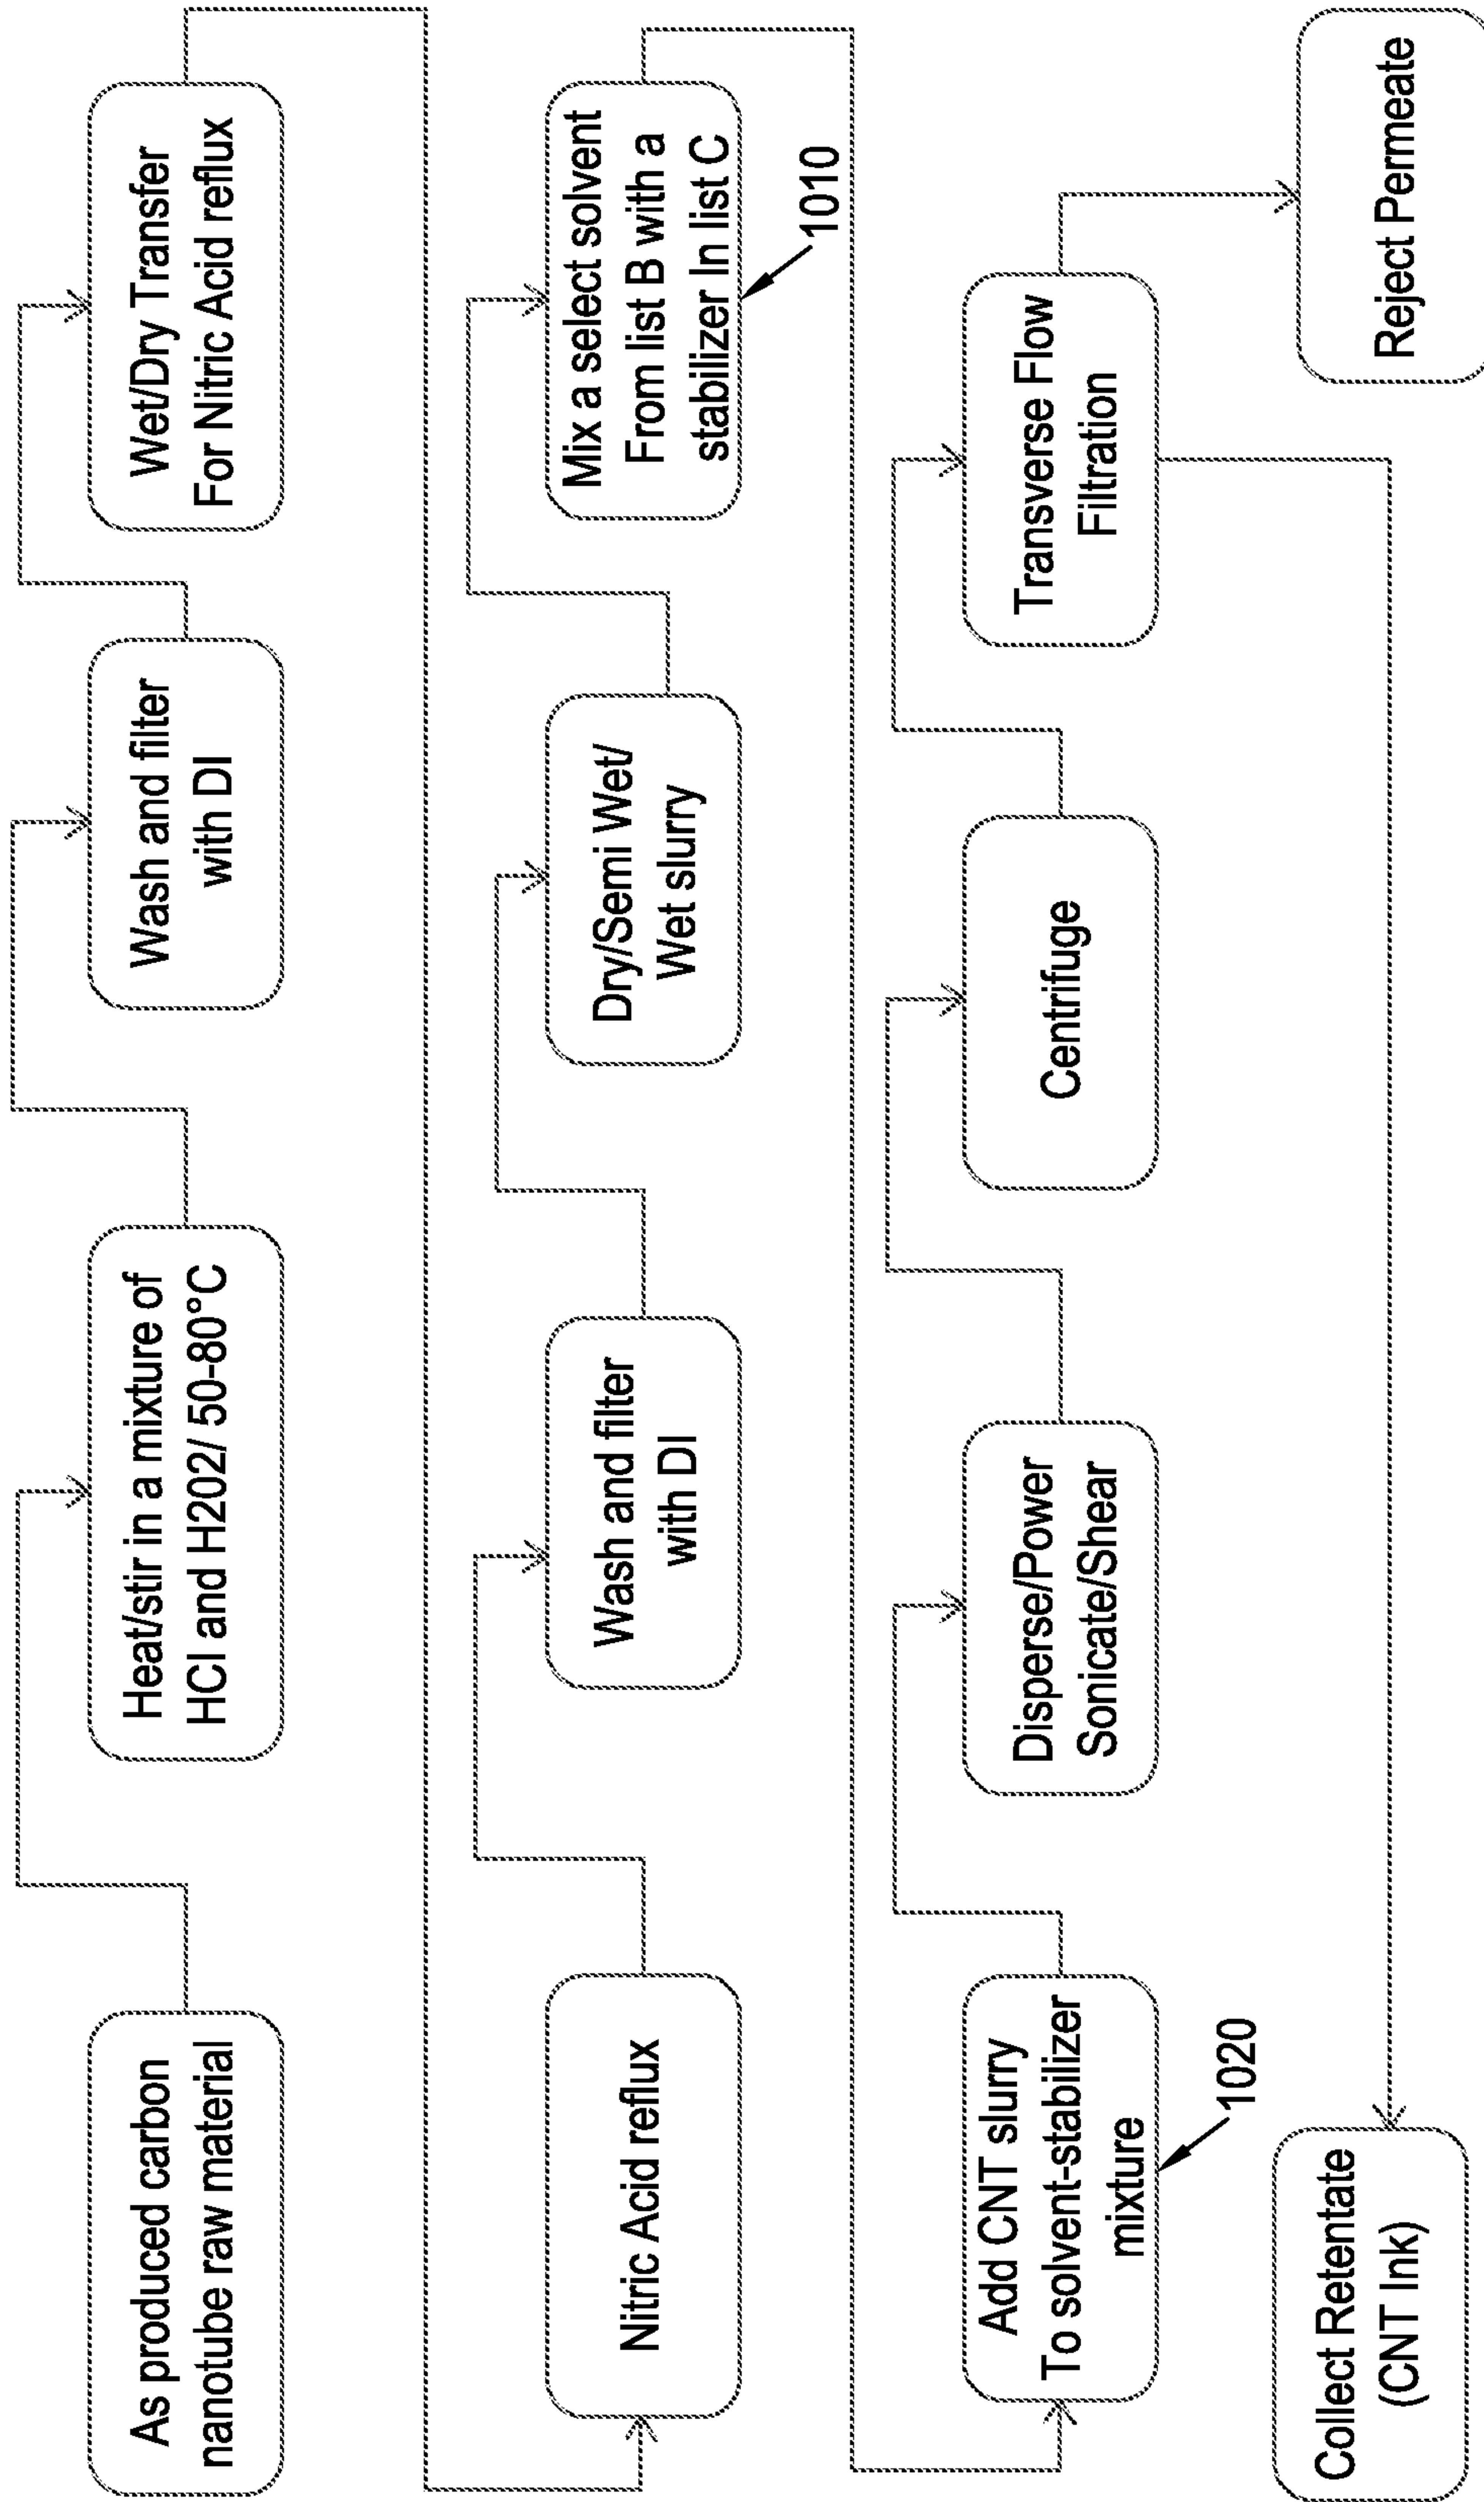 As produced carbon
nanotube raw material
Heat/stir in a mixture of
HCl and H202/ 50-80°C
Wash and filter
with DI
Wet/Dry Transfer
For Nitric Acid reflux
Nitric Acid reflux
Wash and filter
with DI
Dry/Semi Wet/
Wet slurry
Mix a select solvent
From list B with a
stabilizer In list C
1010
Add CNT slurry
To solvent-stabilizer
mixture
1020
Disperse/Power
Sonicate/Shear
Centrifuge
Transverse Flow
Filtration
Collect Retentate
(CNT Ink)
Reject Permeate